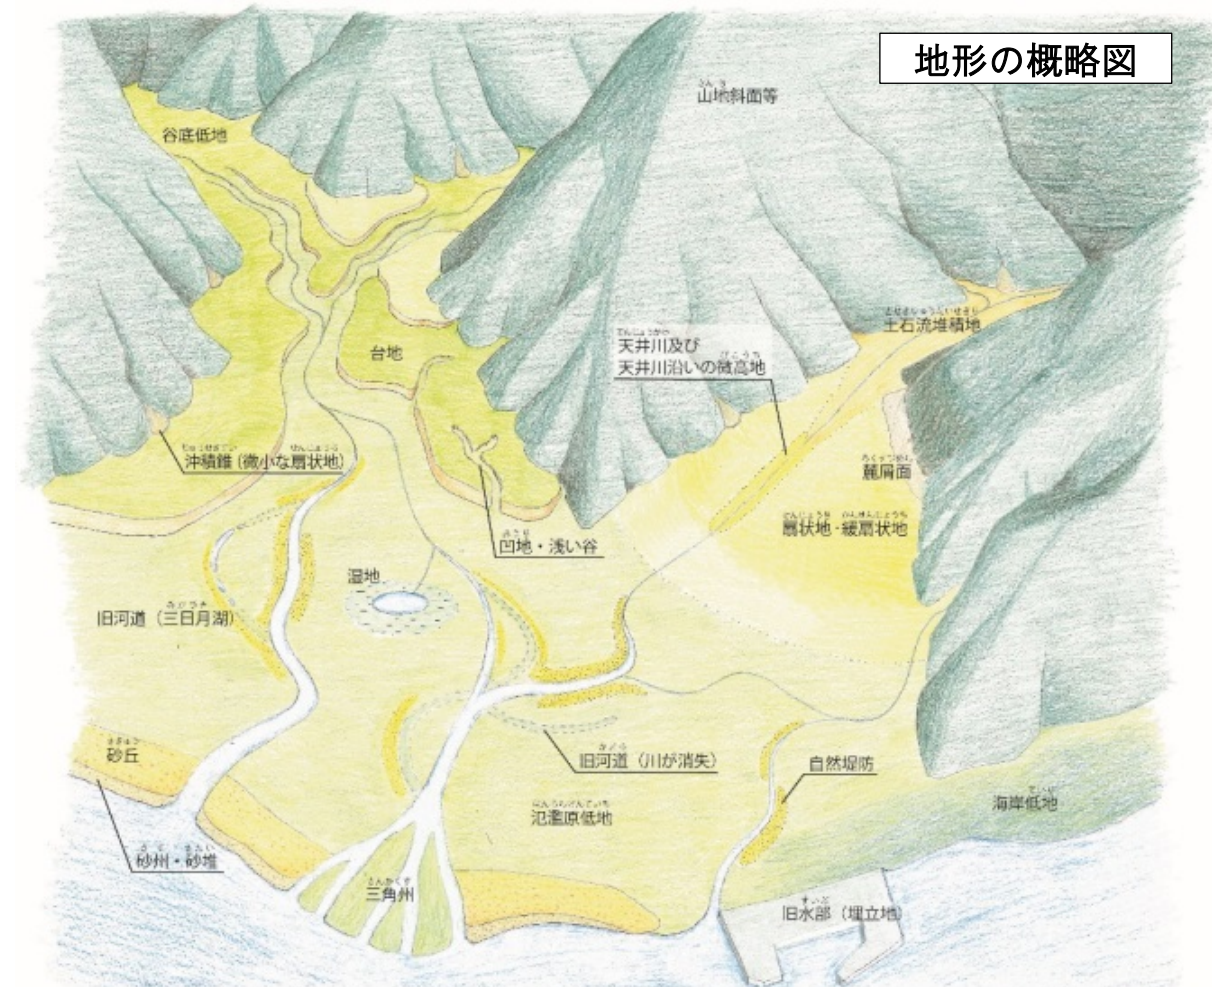 地形の概略図
山地斜面等
谷底低地
土石流堆積地
天井川及び
天井川沿いの微高地
台地
沖積錐(微小な扇状地)
麓屑面
扇状地・緩扇状地
凹地・浅い谷
湿地
旧河道(三日月湖)
砂丘
旧河道(川が消失)
自然堤防
海岸低地
氾濫原低地
砂州・砂堆
三角州
旧水部(埋立地)